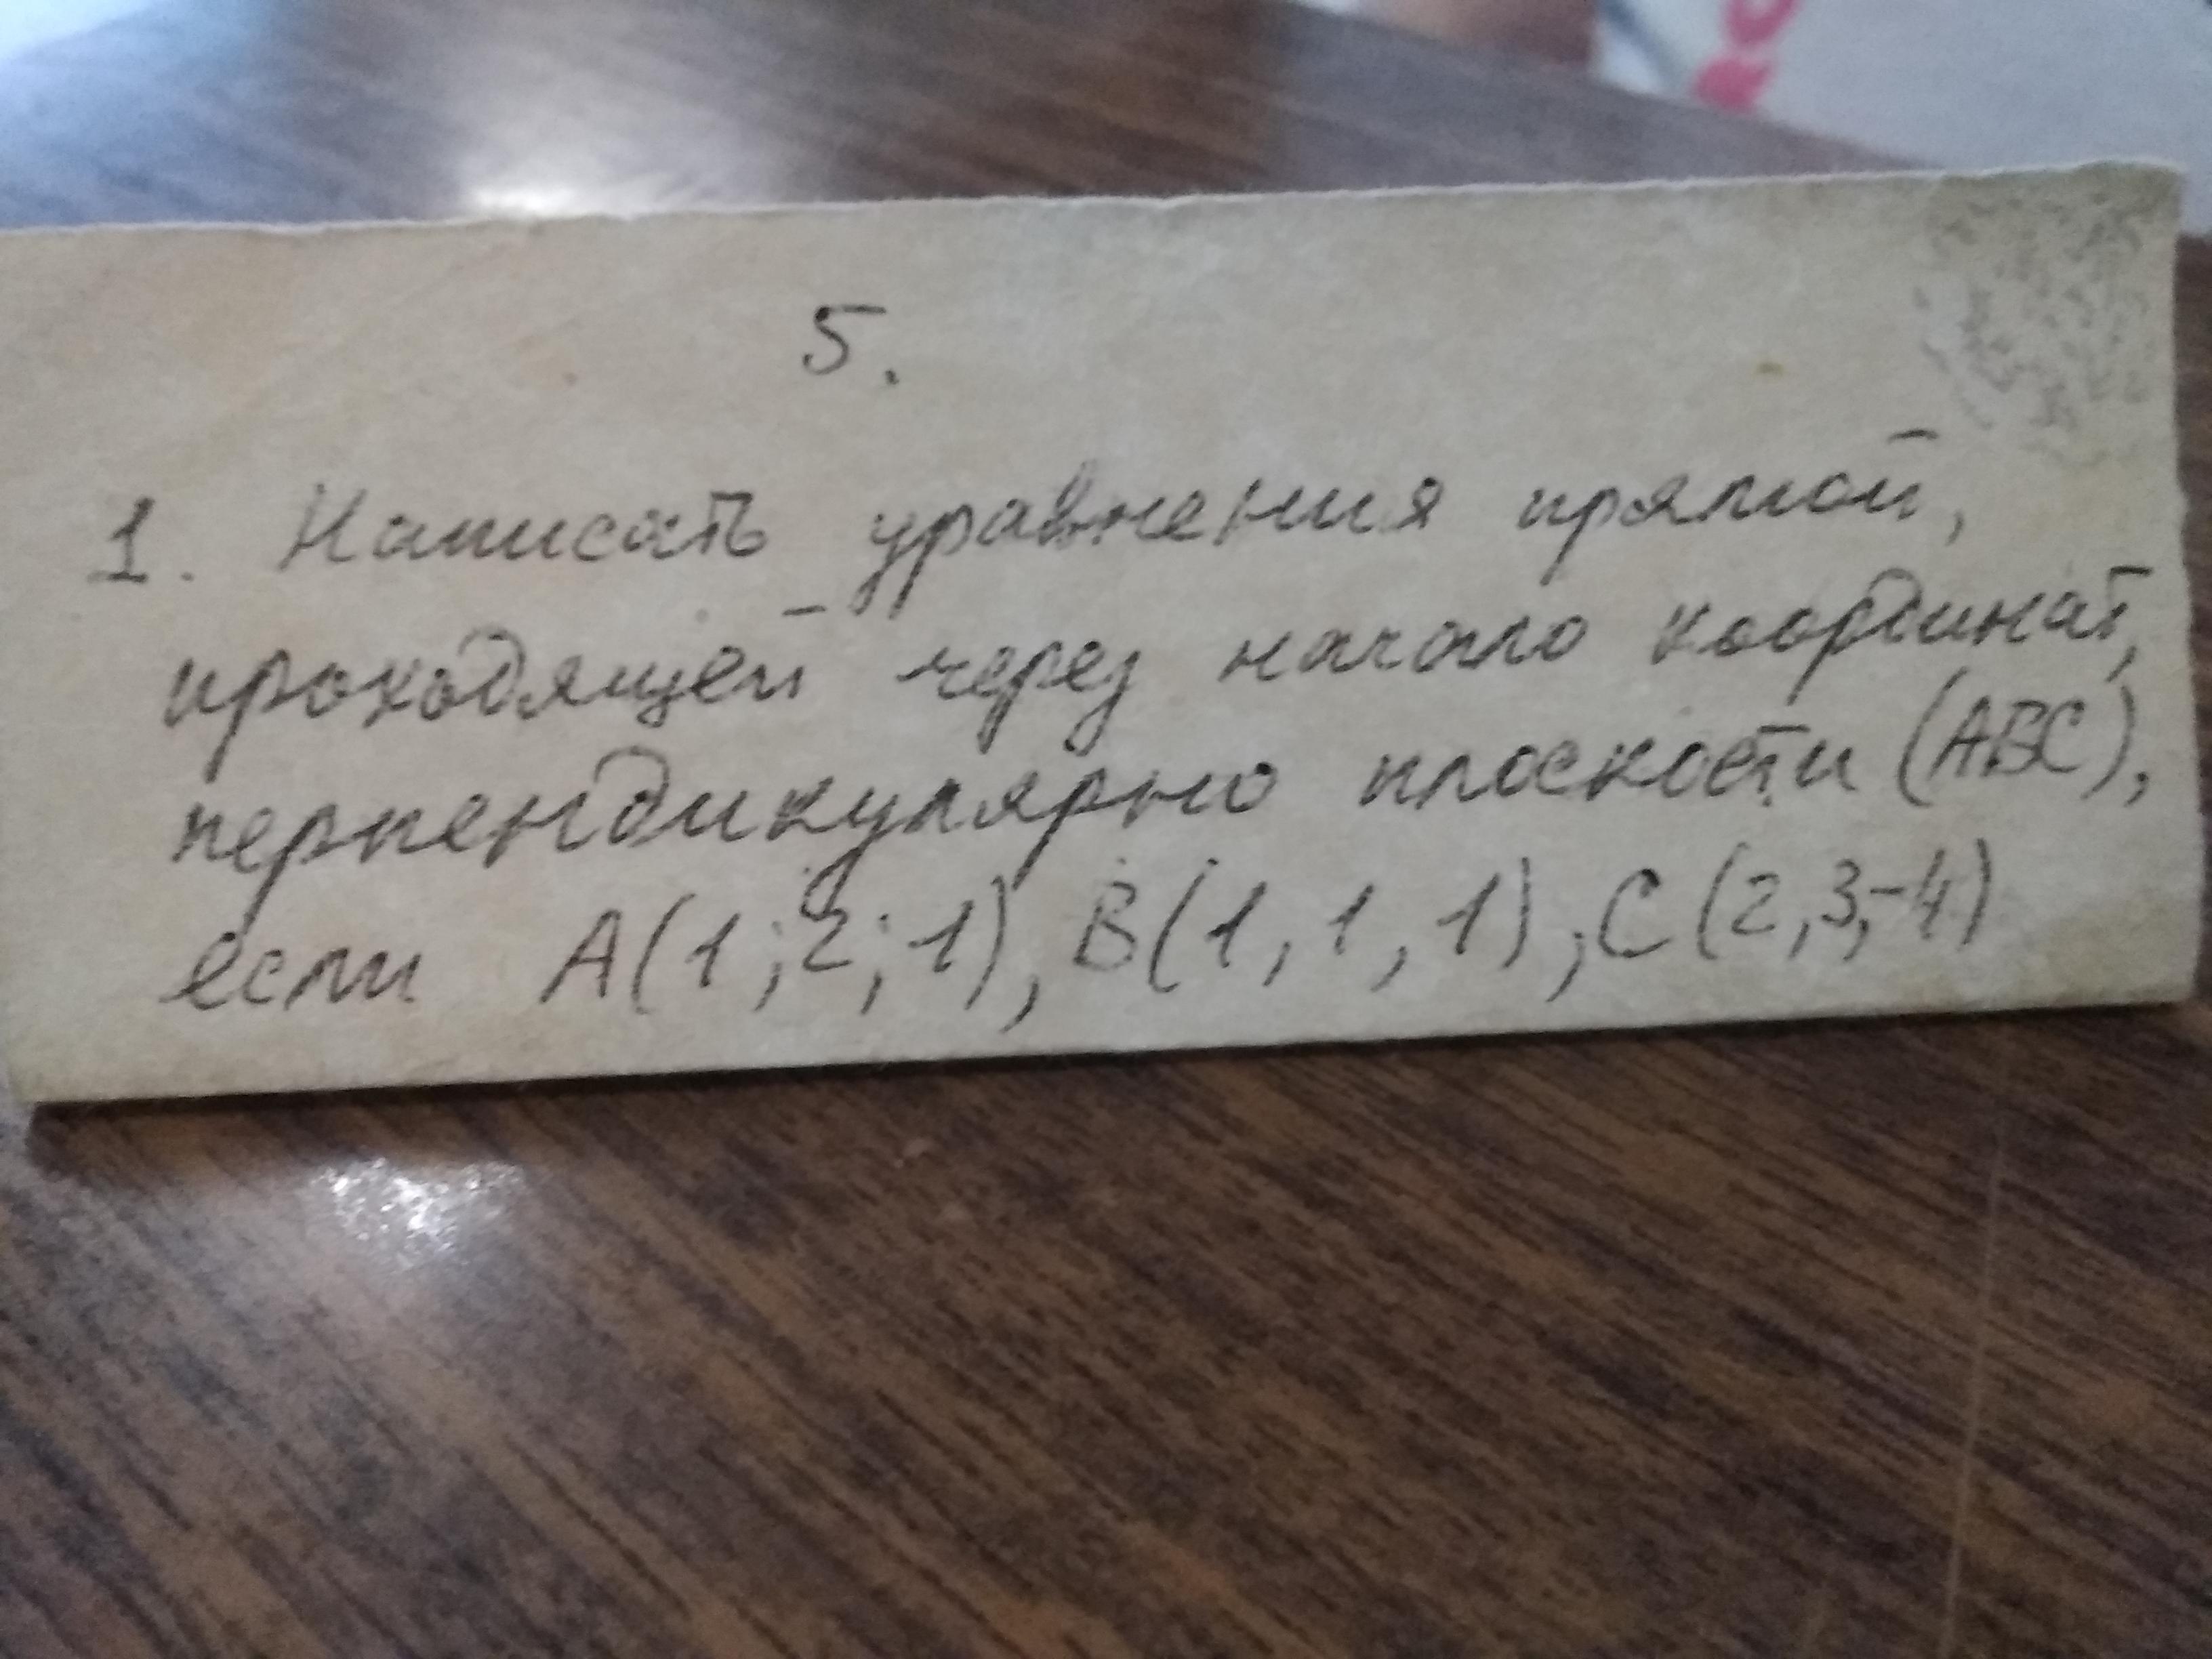 5.
1. Написать уравнения прямой,
проходящей через начало координат,
перпендикулярно плоскости (ABC),
если A(1;2;1), B(1,1,1), C(2,3,-4)